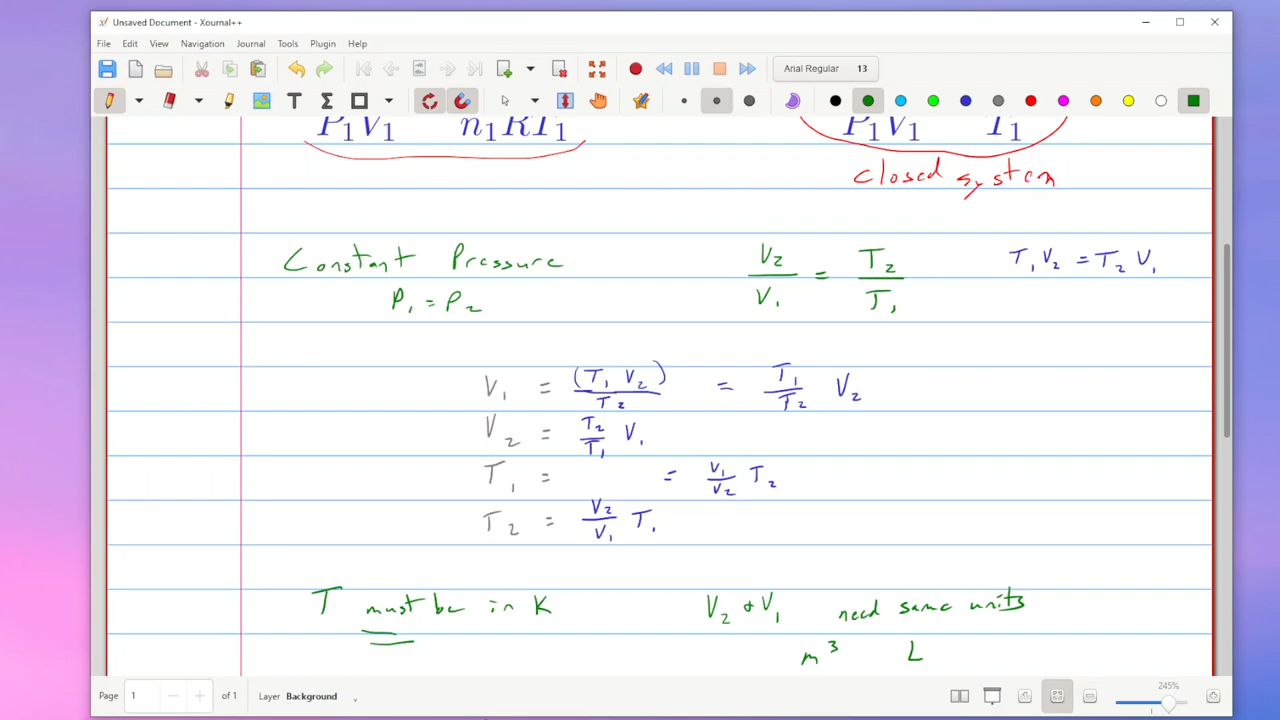 Unsaved Document - Xournal++
File Edit View Navigation Journal Tools Plugin Help
Arial Regular 13
P₁V₁ n₁RT₁ P₁V₁ T₁
closed system
Constant Pressure V₂/V₁ = T₂/T₁ T₁V₂ = T₂V₁
P₁ = P₂
V₁ = (T₁ V₂)/T₂ = T₁/T₂ V₂
V₂ = T₂/T₁ V₁
T₁ = = V₁/V₂ T₂
T₂ = V₂/V₁ T₁
T must be in K V₂ & V₁ need same units
m³ L
Page 1 of 1 Layer Background 245%